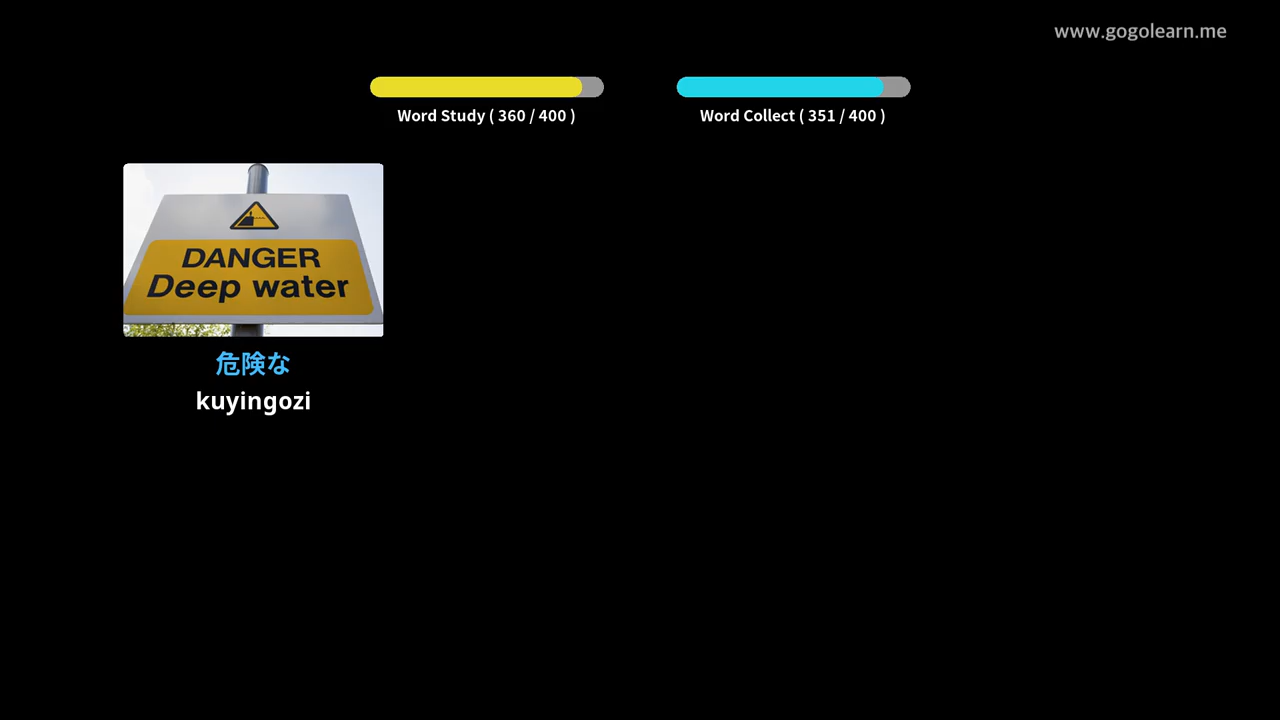 www.gogolearn.me
Word Study ( 360 / 400 )
Word Collect ( 351 / 400 )
DANGER
Deep water
危険な
kuyingozi